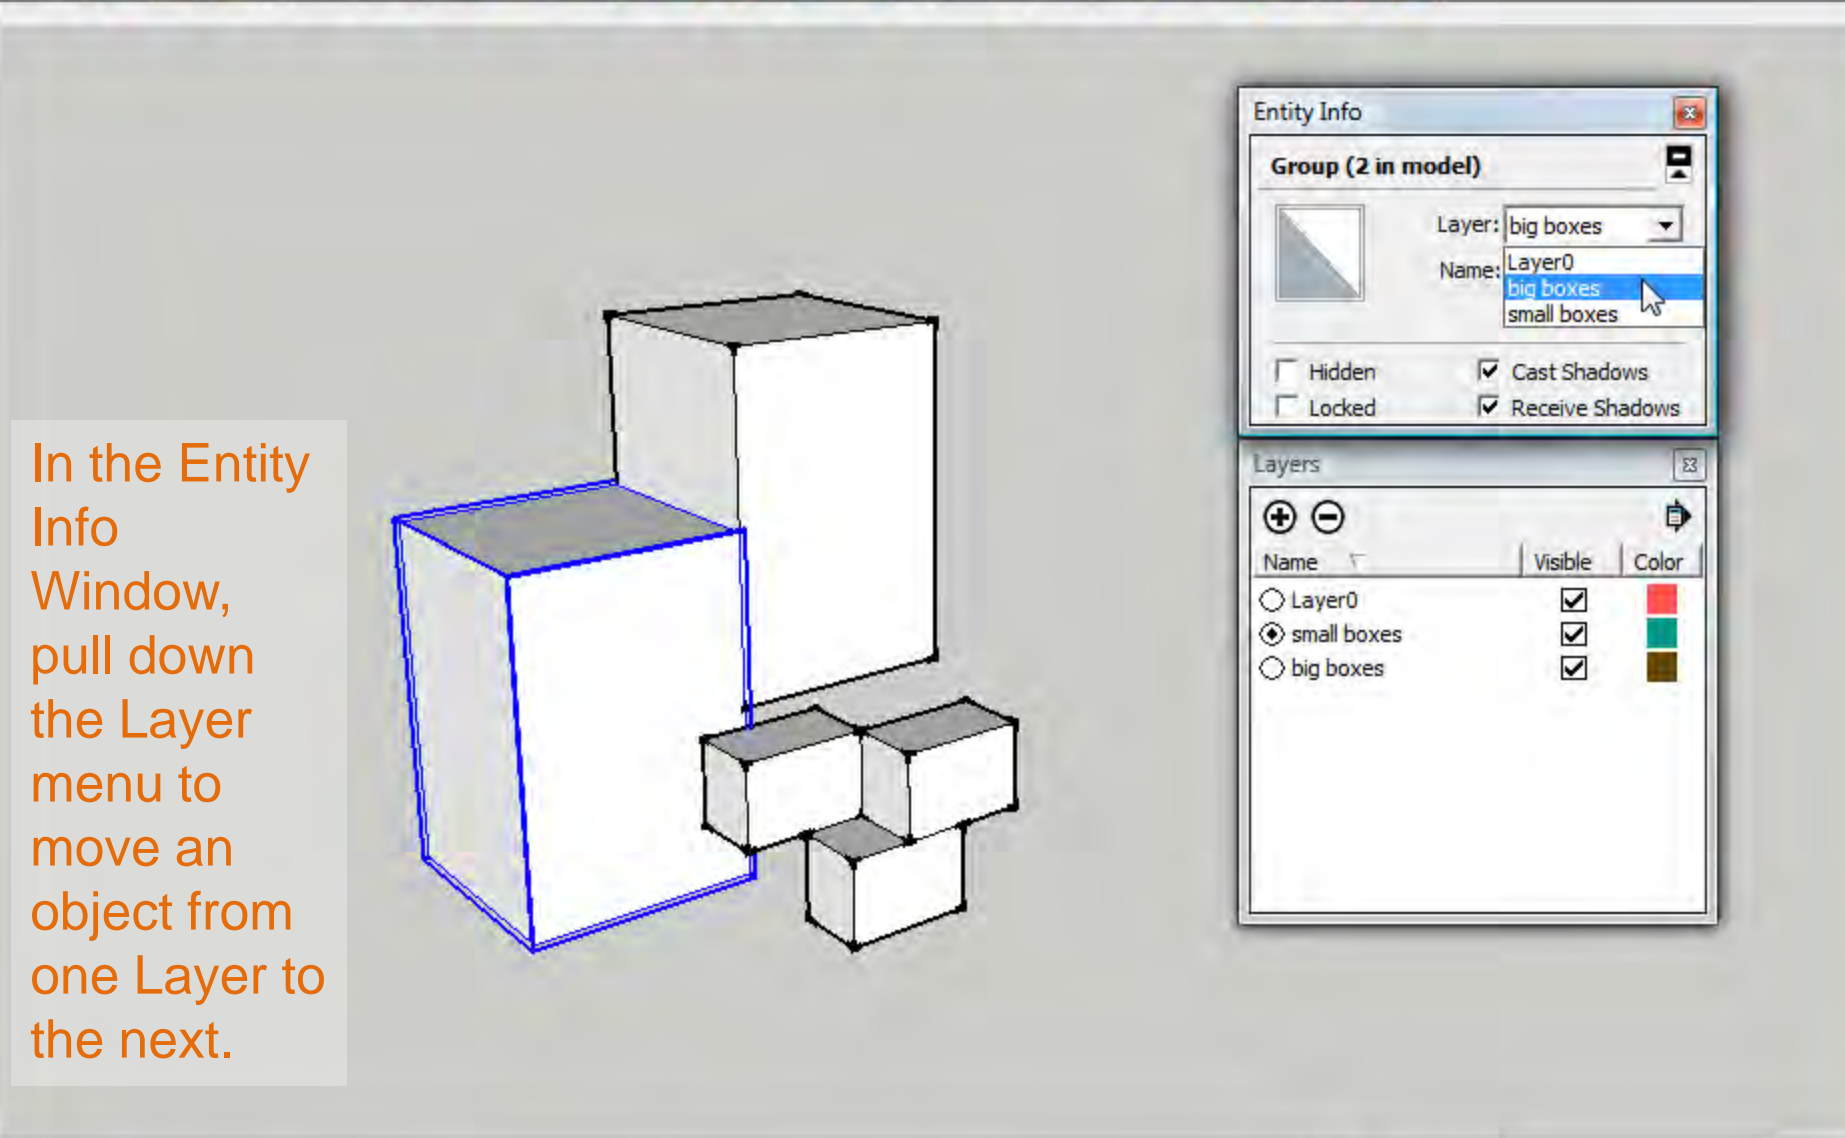 In the Entity
Info
Window,
pull down
the Layer
menu to
move an
object from
one Layer to
the next.
Entity Info
Group (2 in model)
Layer: big boxes
Layer0
Name:
big boxes
small boxes
Hidden Cast Shadows
Locked Receive Shadows
Layers
Name Visible Color
Layer0
small boxes
big boxes